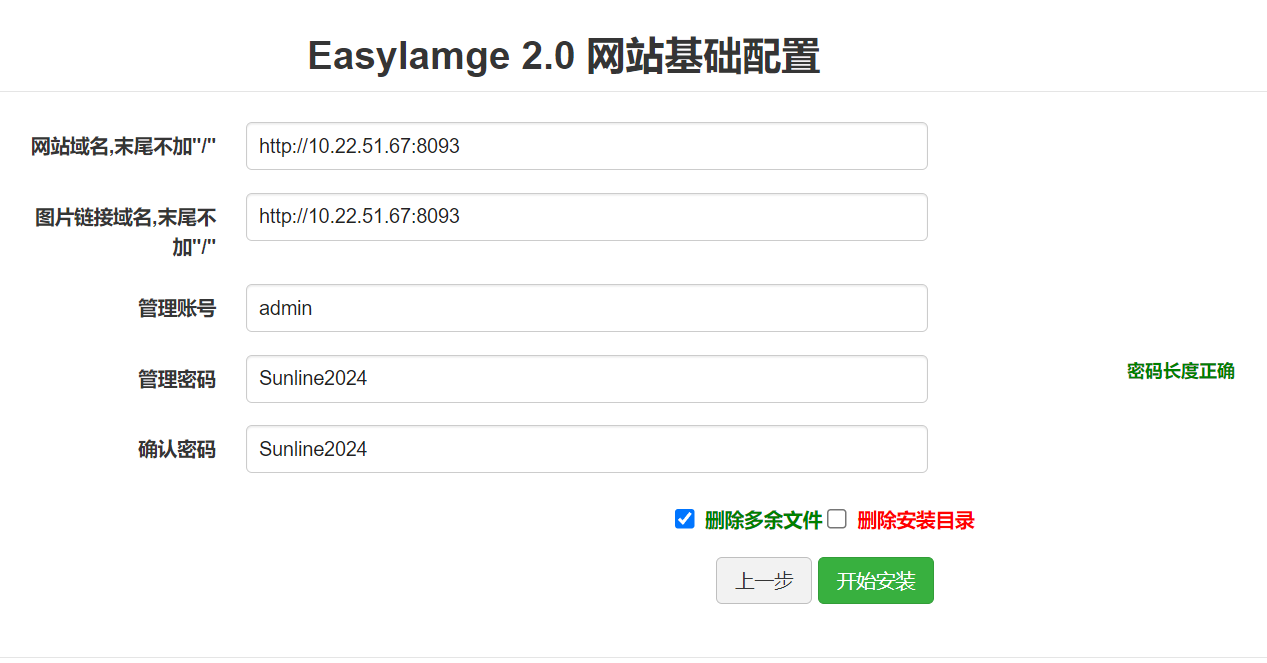 EasyIamge 2.0 网站基础配置
网站域名,末尾不加"/"
http://10.22.51.67:8093
图片链接域名,末尾不
加"/"
http://10.22.51.67:8093
管理账号
admin
管理密码
Sunline2024
密码长度正确
确认密码
Sunline2024
删除多余文件 删除安装目录
上一步 开始安装